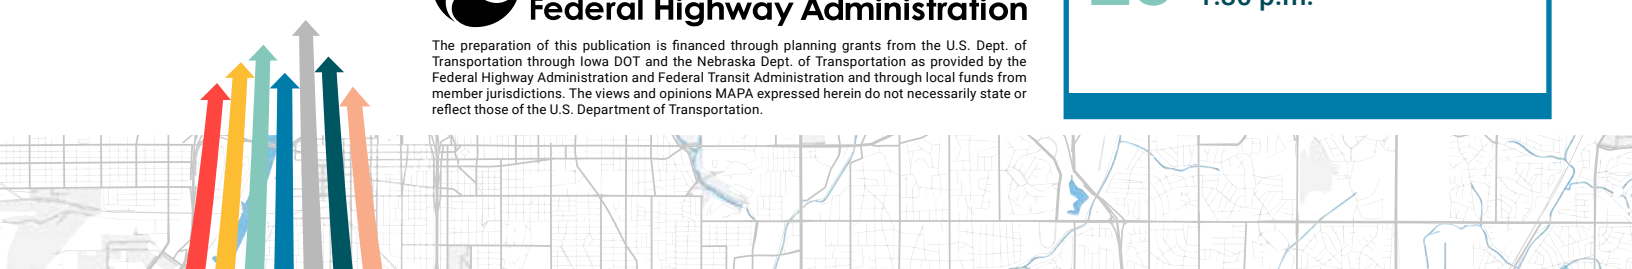 Federal Highway Administration
The preparation of this publication is financed through planning grants from the U.S. Dept. of
Transportation through Iowa DOT and the Nebraska Dept. of Transportation as provided by the
Federal Highway Administration and Federal Transit Administration and through local funds from
member jurisdictions. The views and opinions MAPA expressed herein do not necessarily state or
reflect those of the U.S. Department of Transportation.
p.m.